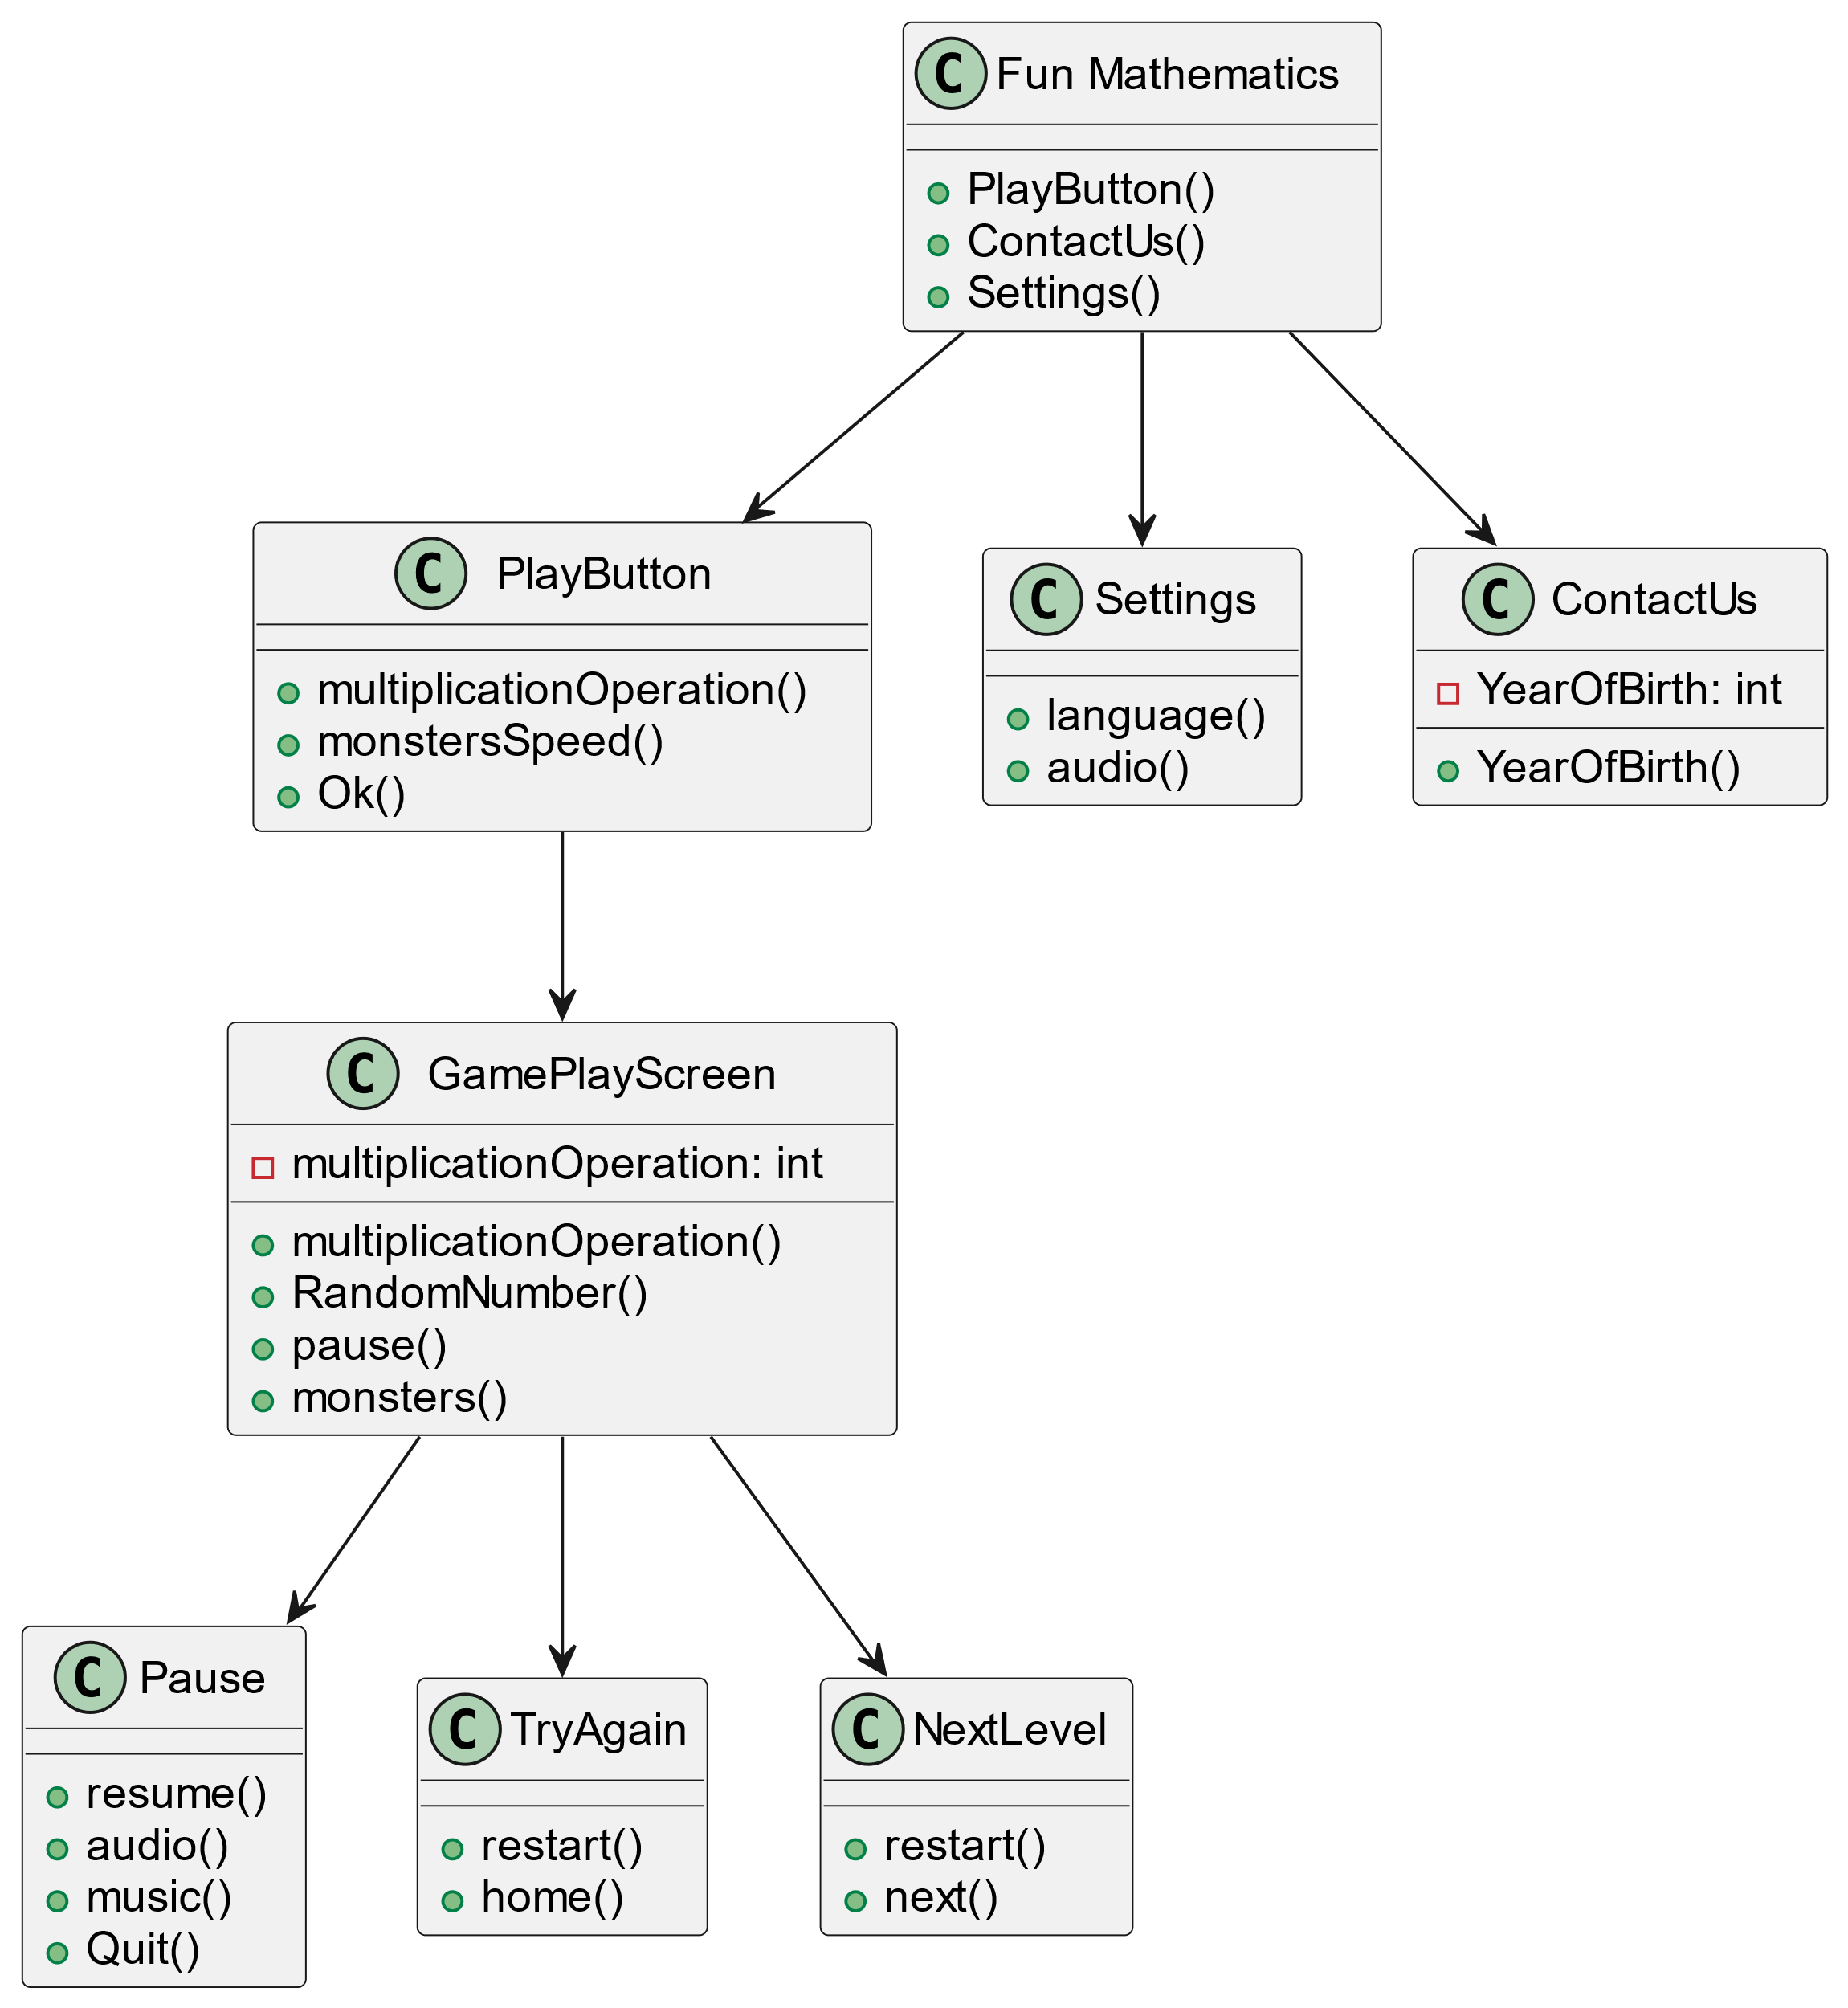 C Fun Mathematics
PlayButton()
ContactUs()
Settings()
C PlayButton
multiplicationOperation()
monstersSpeed()
Ok()
C Settings
language()
audio()
C ContactUs
YearOfBirth: int
YearOfBirth()
C GamePlayScreen
multiplicationOperation: int
multiplicationOperation()
RandomNumber()
pause()
monsters()
C Pause
resume()
audio()
music()
Quit()
C TryAgain
restart()
home()
C NextLevel
restart()
next()